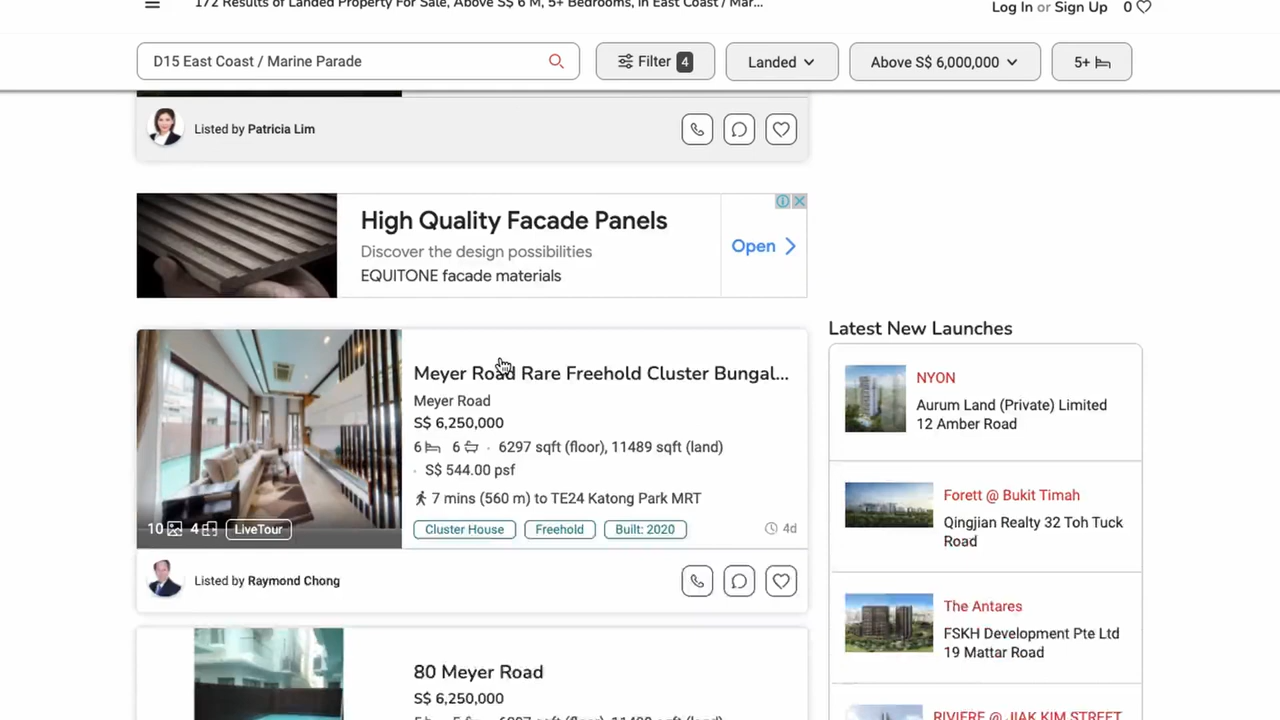 172 Results of Landed Property For Sale, Above S$ 6 M, 5+ Bedrooms, in East Coast / Mar...
Log In or Sign Up 0
D15 East Coast / Marine Parade
Filter 4
Landed
Above S$ 6,000,000
5+
Listed by Patricia Lim
High Quality Facade Panels
Discover the design possibilities
EQUITONE facade materials
Open
Meyer Road Rare Freehold Cluster Bungal...
Meyer Road
S$ 6,250,000
6 6 · 6297 sqft (floor), 11489 sqft (land)
· S$ 544.00 psf
7 mins (560 m) to TE24 Katong Park MRT
10 4 LiveTour
Cluster House Freehold Built: 2020 4d
Listed by Raymond Chong
80 Meyer Road
S$ 6,250,000
Latest New Launches
NYON
Aurum Land (Private) Limited
12 Amber Road
Forett @ Bukit Timah
Qingjian Realty 32 Toh Tuck
Road
The Antares
FSKH Development Pte Ltd
19 Mattar Road
RIVIERE @ JIAK KIM STREET